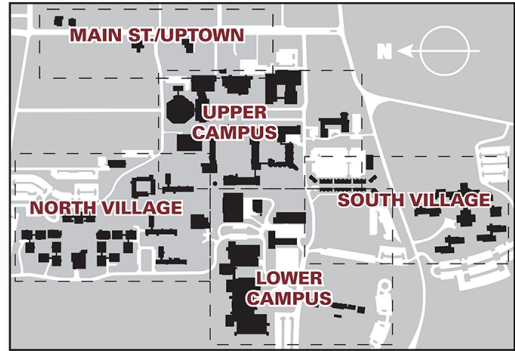 MAIN ST./UPTOWN
N
UPPER
CAMPUS
NORTH VILLAGE
SOUTH VILLAGE
LOWER
CAMPUS